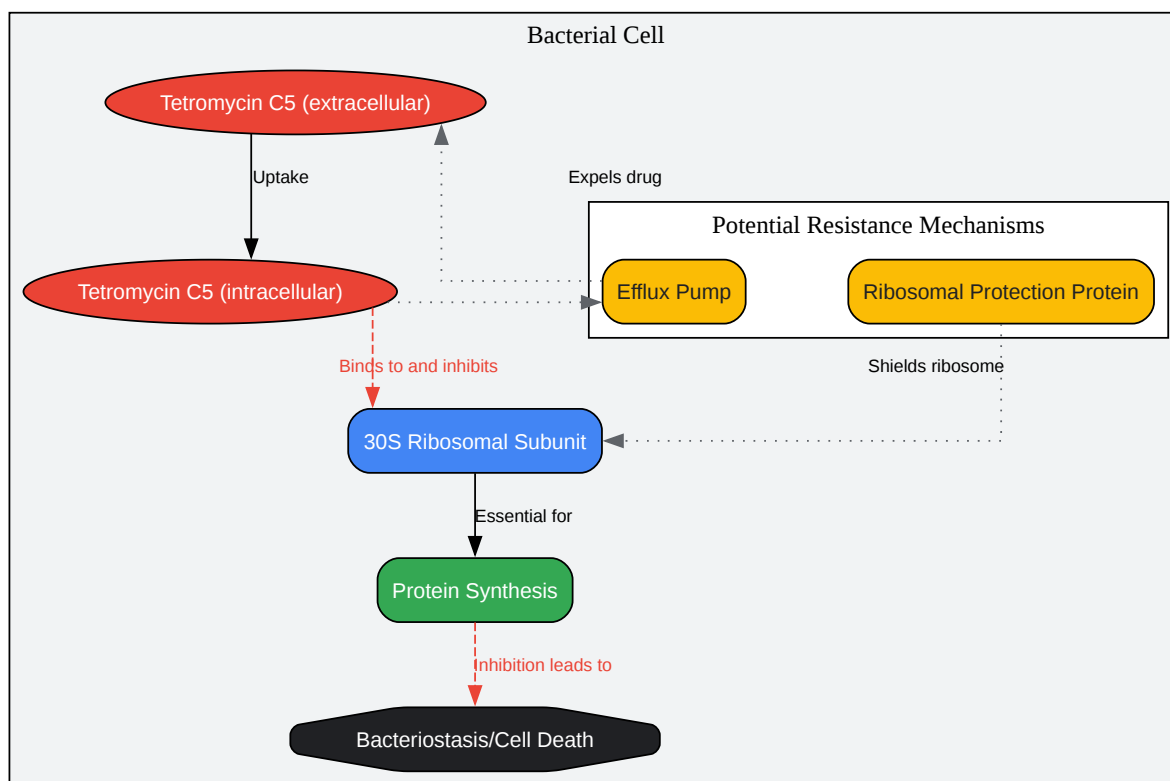 Bacterial Cell
Tetromycin C5 (extracellular)
Uptake
Expels drug
Potential Resistance Mechanisms
Tetromycin C5 (intracellular)
Efflux Pump
Ribosomal Protection Protein
Binds to and inhibits
Shields ribosome
30S Ribosomal Subunit
Essential for
Protein Synthesis
Inhibition leads to
Bacteriostasis/Cell Death